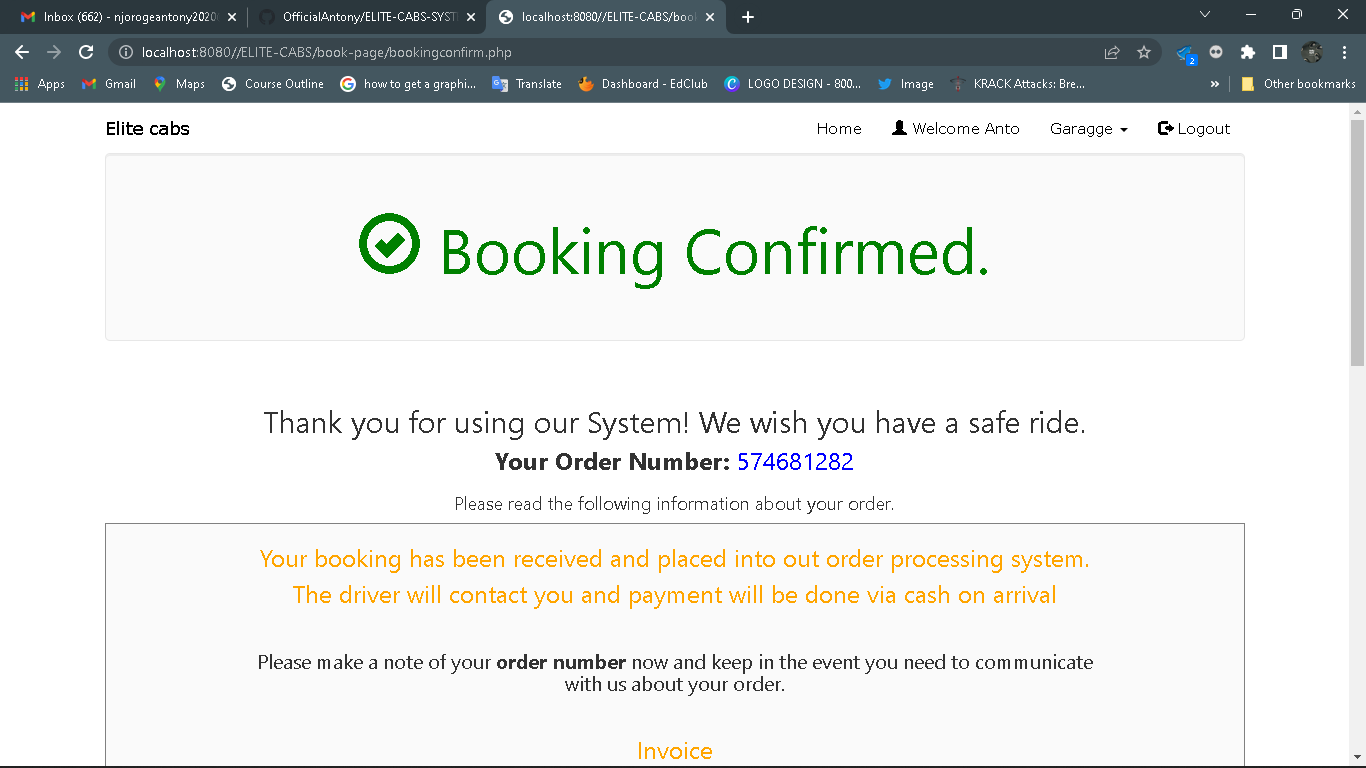 Inbox (662) - njorogeantony2020
OfficialAntony/ELITE-CABS-SYST
localhost:8080//ELITE-CABS/boo
localhost:8080//ELITE-CABS/book-page/bookingconfirm.php
2
Apps
Gmail
Maps
Course Outline
how to get a graphi...
Translate
Dashboard - EdClub
LOGO DESIGN - 800...
Image
KRACK Attacks: Bre...
»
Other bookmarks
Elite cabs
Home
Welcome Anto
Garagge
Logout
Booking Confirmed.
Thank you for using our System! We wish you have a safe ride.
Your Order Number: 574681282
Please read the following information about your order.
Your booking has been received and placed into out order processing system.
The driver will contact you and payment will be done via cash on arrival
Please make a note of your order number now and keep in the event you need to communicate
with us about your order.
Invoice